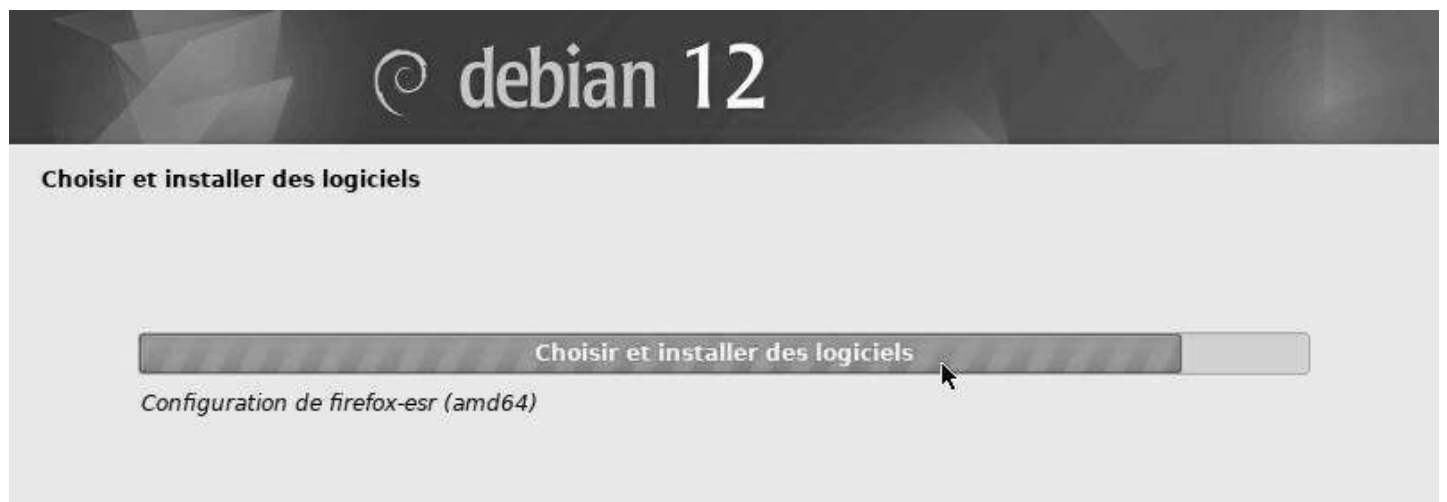 debian 12
Choisir et installer des logiciels
Choisir et installer des logiciels
Configuration de firefox-esr (amd64)